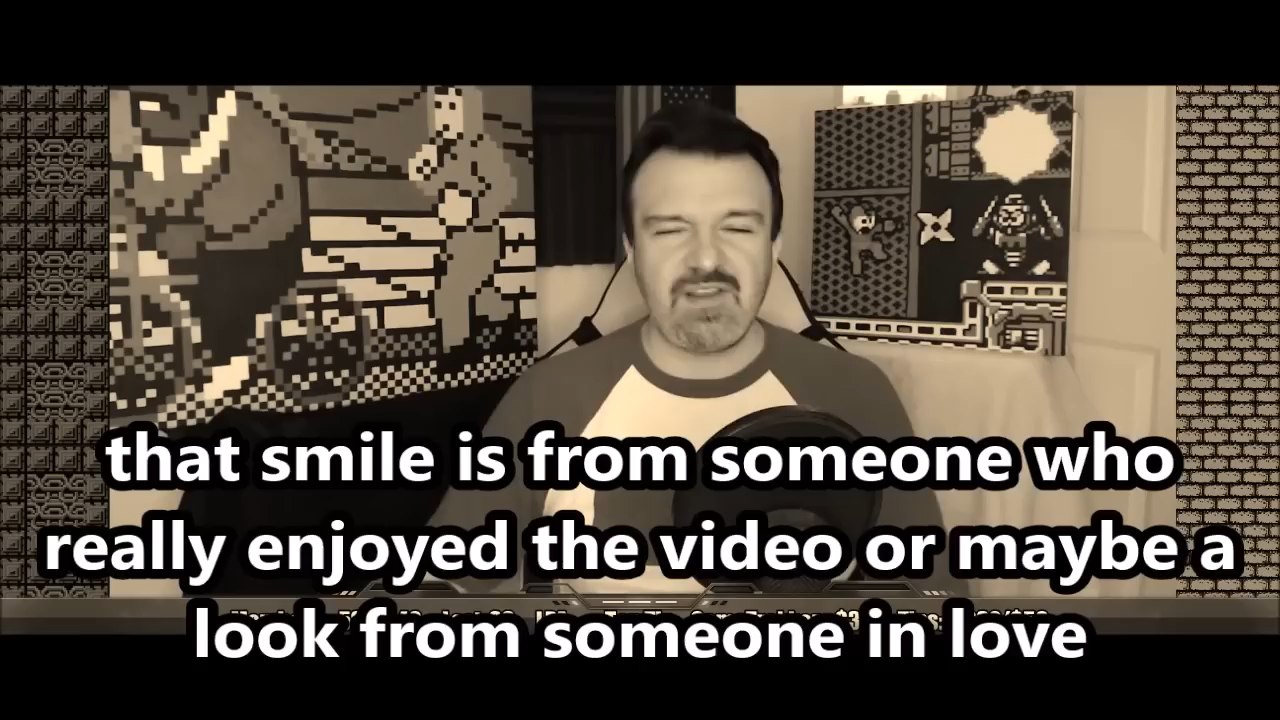 that smile is from someone who
really enjoyed the video or maybe a
look from someone in love